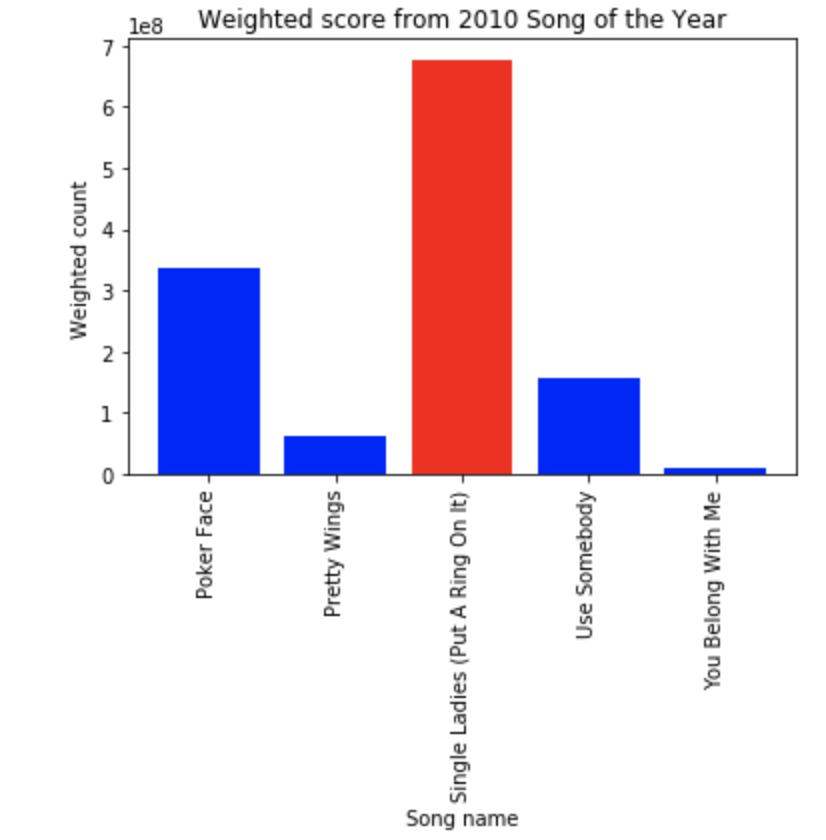 Weighted score from 2010 Song of the Year
1e8
7
6
5
4
3
2
1
0
Weighted count
Poker Face
Pretty Wings
Single Ladies (Put A Ring On It)
Use Somebody
You Belong With Me
Song name